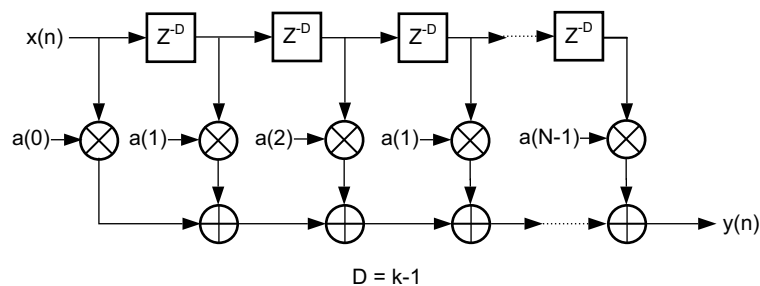 x(n) Z-D Z-D Z-D Z-D
a(0) a(1) a(2) a(1) a(N-1)
y(n)
D = k-1